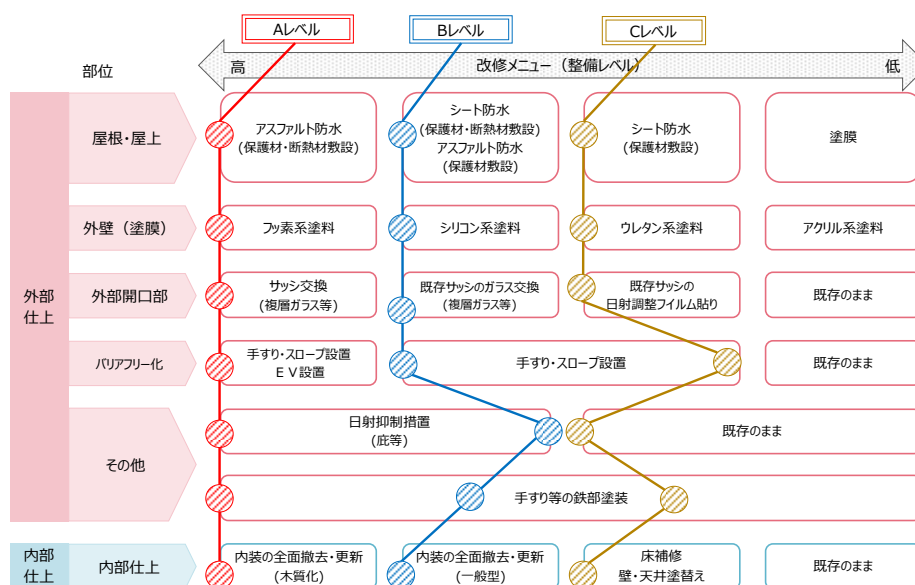 Aレベル
Bレベル
Cレベル
部位
高
改修メニュー（整備レベル）
低
外部
仕上
屋根・屋上
アスファルト防水
(保護材・断熱材敷設)
シート防水
(保護材・断熱材敷設)
アスファルト防水
(保護材敷設)
シート防水
(保護材敷設)
塗膜
外壁（塗膜）
フッ素系塗料
シリコン系塗料
ウレタン系塗料
アクリル系塗料
外部開口部
サッシ交換
(複層ガラス等)
既存サッシのガラス交換
(複層ガラス等)
既存サッシの
日射調整フイルム貼り
既存のまま
バリアフリー化
手すり・スロープ設置
ＥＶ設置
手すり・スロープ設置
既存のまま
その他
日射抑制措置
(庇等)
既存のまま
手すり等の鉄部塗装
内部
仕上
内部仕上
内装の全面撤去・更新
(木質化)
内装の全面撤去・更新
(一般型)
床補修
壁・天井塗替え
既存のまま